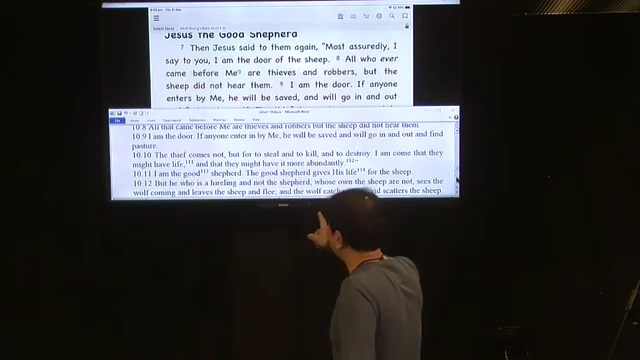 Jesus The Good Shepherd
7 Then Jesus said to them again, "Most assuredly, I
say to you, I am the door of the sheep. 8 All who ever
came before Me are thieves and robbers, but the
sheep did not hear them. 9 I am the door. If anyone
enters by Me, he will be saved, and will go in and out
Microsoft Word
10.8 All that came before Me are thieves and robbers but the sheep did not hear them.
10.9 I am the door. If anyone enter in by Me, he will be saved and will go in and out and find
pasture.
10.10 The thief comes not, but for to steal and to kill, and to destroy. I am come that they
might have life, and that they might have it more abundantly.
10.11 I am the good shepherd. The good shepherd gives His life for the sheep.
10.12 But he who is a hireling and not the shepherd, whose own the sheep are not, sees the
wolf coming and leaves the sheep and flee, and the wolf scatters the sheep.